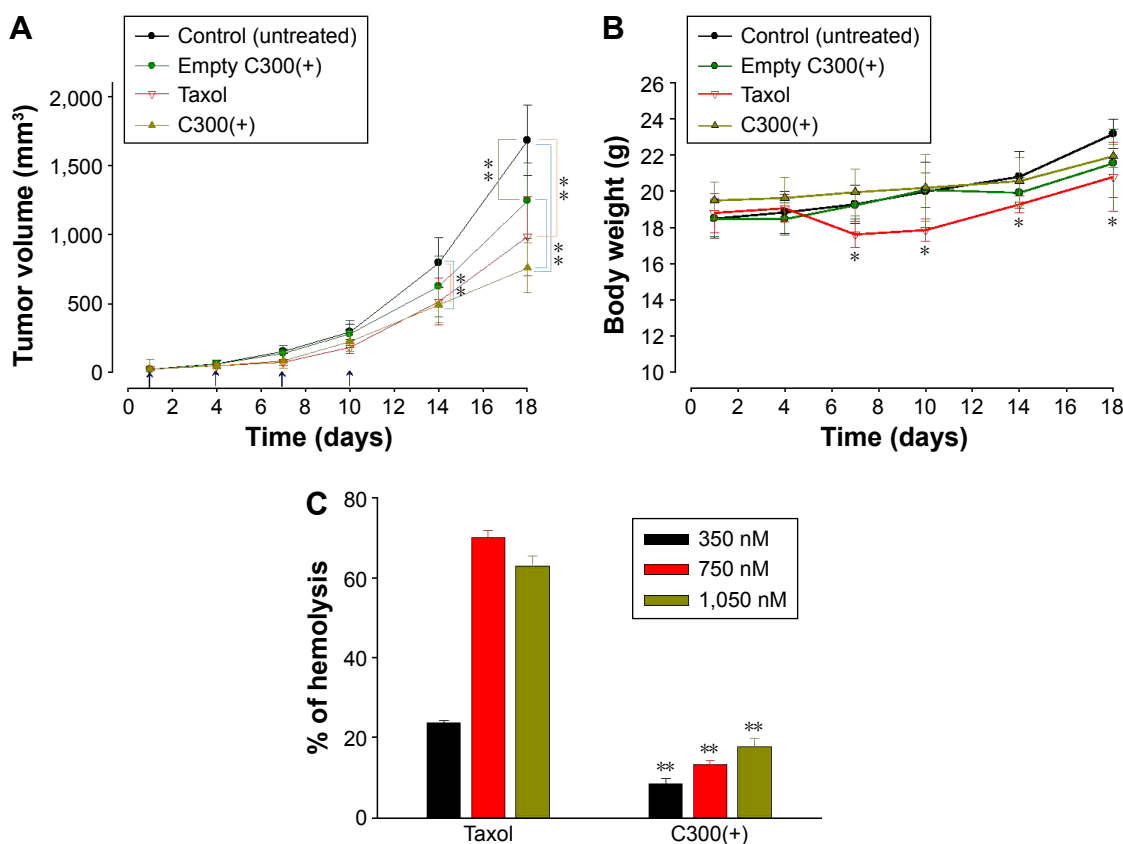 A
Control (untreated)
Empty C300(+)
Taxol
C300(+)
Tumor volume (mm³)
2,000
1,500
1,000
500
0
**
**
**
**
0 2 4 6 8 10 12 14 16 18
Time (days)
B
Control (untreated)
Empty C300(+)
Taxol
C300(+)
Body weight (g)
26
24
22
20
18
16
14
12
10
* * * *
0 2 4 6 8 10 12 14 16 18
Time (days)
C
% of hemolysis
80
60
40
20
0
350 nM
750 nM
1,050 nM
** ** **
Taxol C300(+)